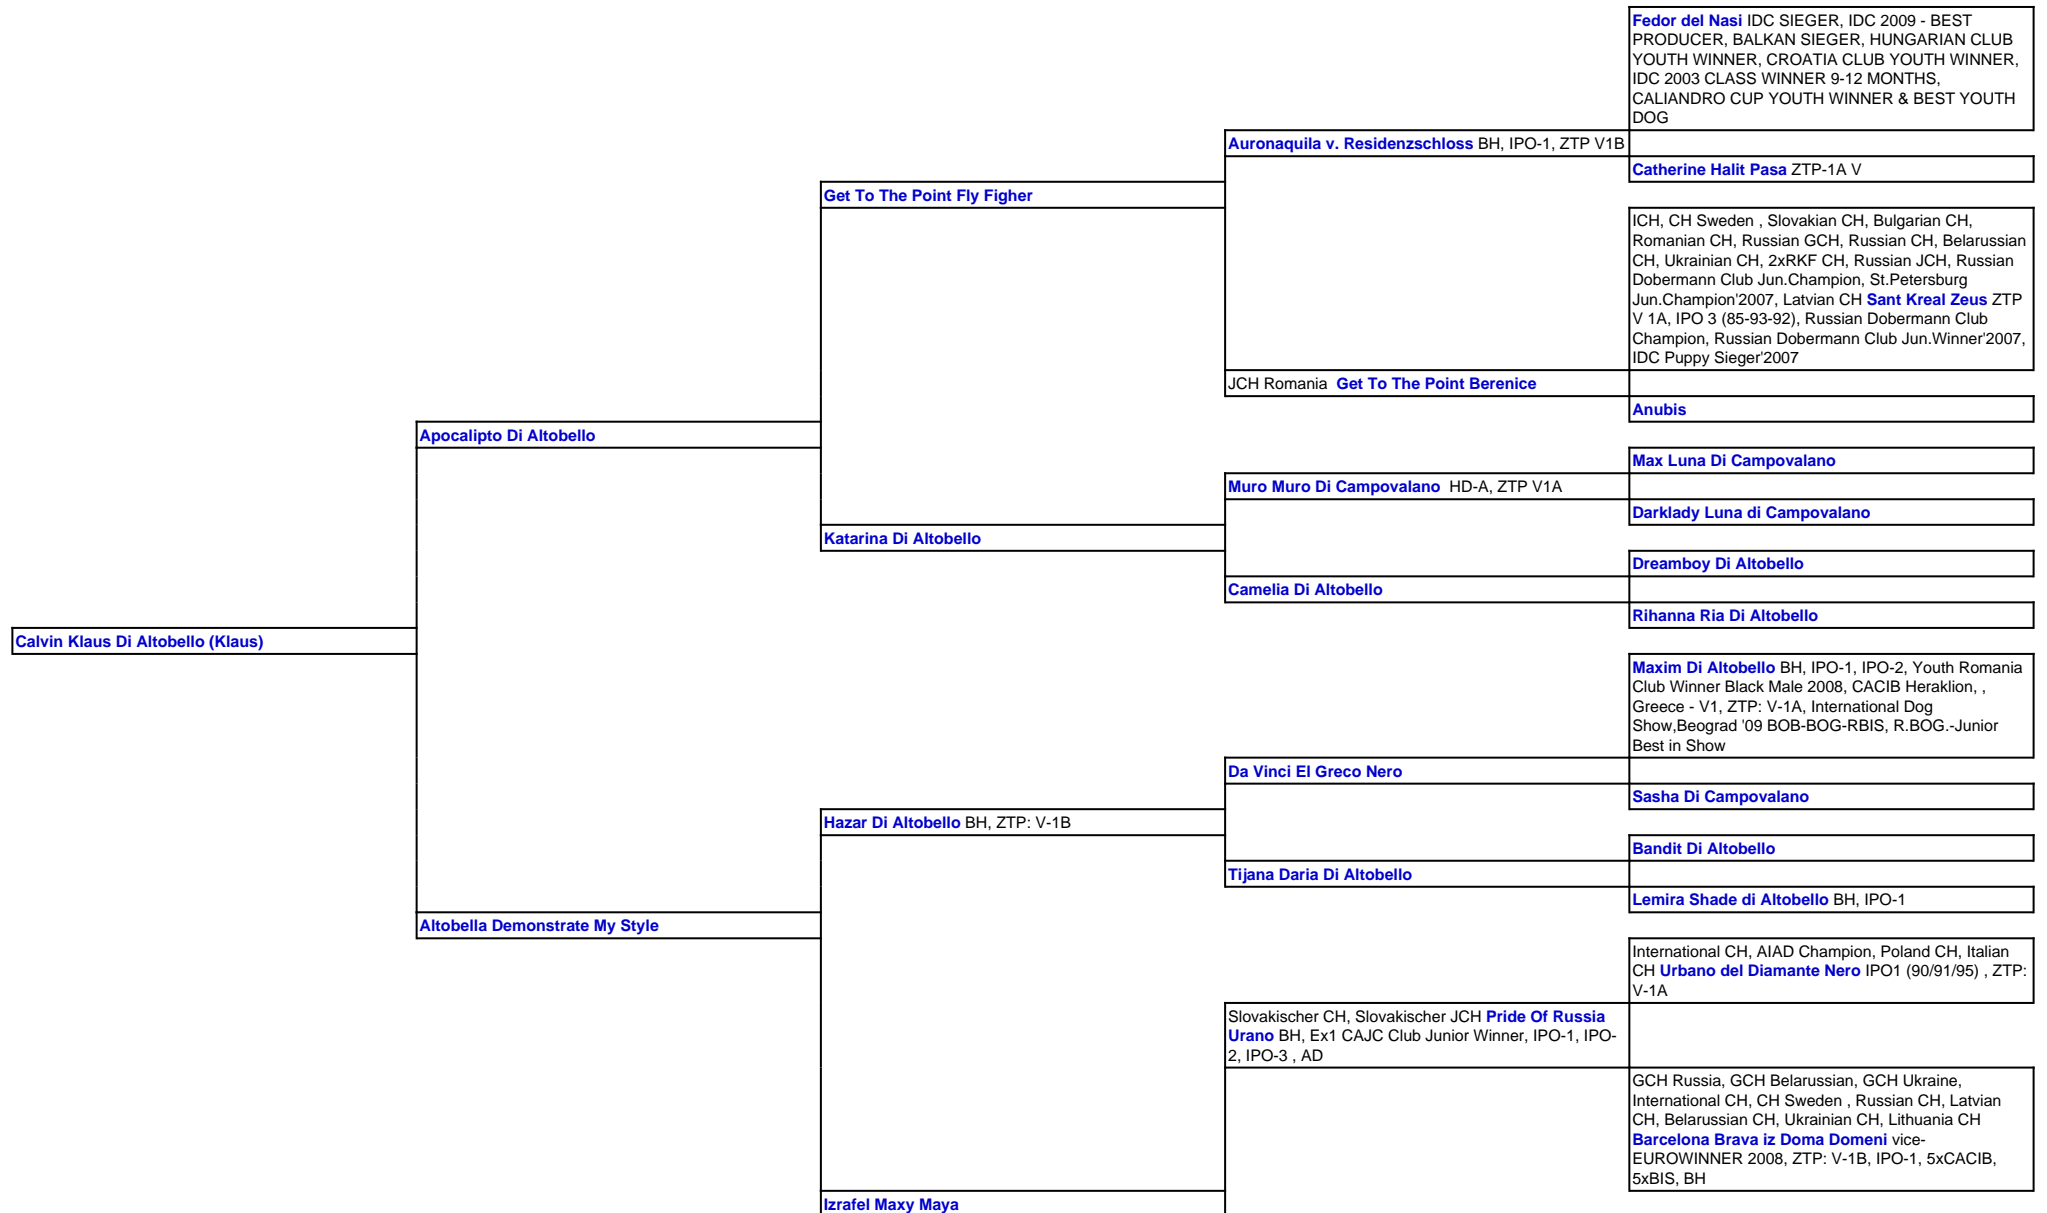 Fedor del Nasi IDC SIEGER, IDC 2009 - BEST
PRODUCER, BALKAN SIEGER, HUNGARIAN CLUB
YOUTH WINNER, CROATIA CLUB YOUTH WINNER,
IDC 2003 CLASS WINNER 9-12 MONTHS,
CALIANDRO CUP YOUTH WINNER & BEST YOUTH
DOG
Auronaquila v. Residenzschloss BH, IPO-1, ZTP V1B
Catherine Halit Pasa ZTP-1A V
Get To The Point Fly Figher
ICH, CH Sweden , Slovakian CH, Bulgarian CH,
Romanian CH, Russian GCH, Russian CH, Belarussian
CH, Ukrainian CH, 2xRKF CH, Russian JCH, Russian
Dobermann Club Jun.Champion, St.Petersburg
Jun.Champion'2007, Latvian CH Sant Kreal Zeus ZTP
V 1A, IPO 3 (85-93-92), Russian Dobermann Club
Champion, Russian Dobermann Club Jun.Winner'2007,
IDC Puppy Sieger'2007
JCH Romania  Get To The Point Berenice
Anubis
Apocalipto Di Altobello
Max Luna Di Campovalano
Muro Muro Di Campovalano  HD-A, ZTP V1A
Darklady Luna di Campovalano
Katarina Di Altobello
Dreamboy Di Altobello
Camelia Di Altobello
Rihanna Ria Di Altobello
Calvin Klaus Di Altobello (Klaus)
Maxim Di Altobello BH, IPO-1, IPO-2, Youth Romania
Club Winner Black Male 2008, CACIB Heraklion, ,
Greece - V1, ZTP: V-1A, International Dog
Show,Beograd '09 BOB-BOG-RBIS, R.BOG.-Junior
Best in Show
Da Vinci El Greco Nero
Sasha Di Campovalano
Hazar Di Altobello BH, ZTP: V-1B
Bandit Di Altobello
Tijana Daria Di Altobello
Lemira Shade di Altobello BH, IPO-1
Altobella Demonstrate My Style
International CH, AIAD Champion, Poland CH, Italian
CH Urbano del Diamante Nero IPO1 (90/91/95) , ZTP:
V-1A
Slovakischer CH, Slovakischer JCH Pride Of Russia
Urano BH, Ex1 CAJC Club Junior Winner, IPO-1, IPO-
2, IPO-3 , AD
GCH Russia, GCH Belarussian, GCH Ukraine,
International CH, CH Sweden , Russian CH, Latvian
CH, Belarussian CH, Ukrainian CH, Lithuania CH
Barcelona Brava iz Doma Domeni vice-
EUROWINNER 2008, ZTP: V-1B, IPO-1, 5xCACIB,
5xBIS, BH
Izrafel Maxy Maya